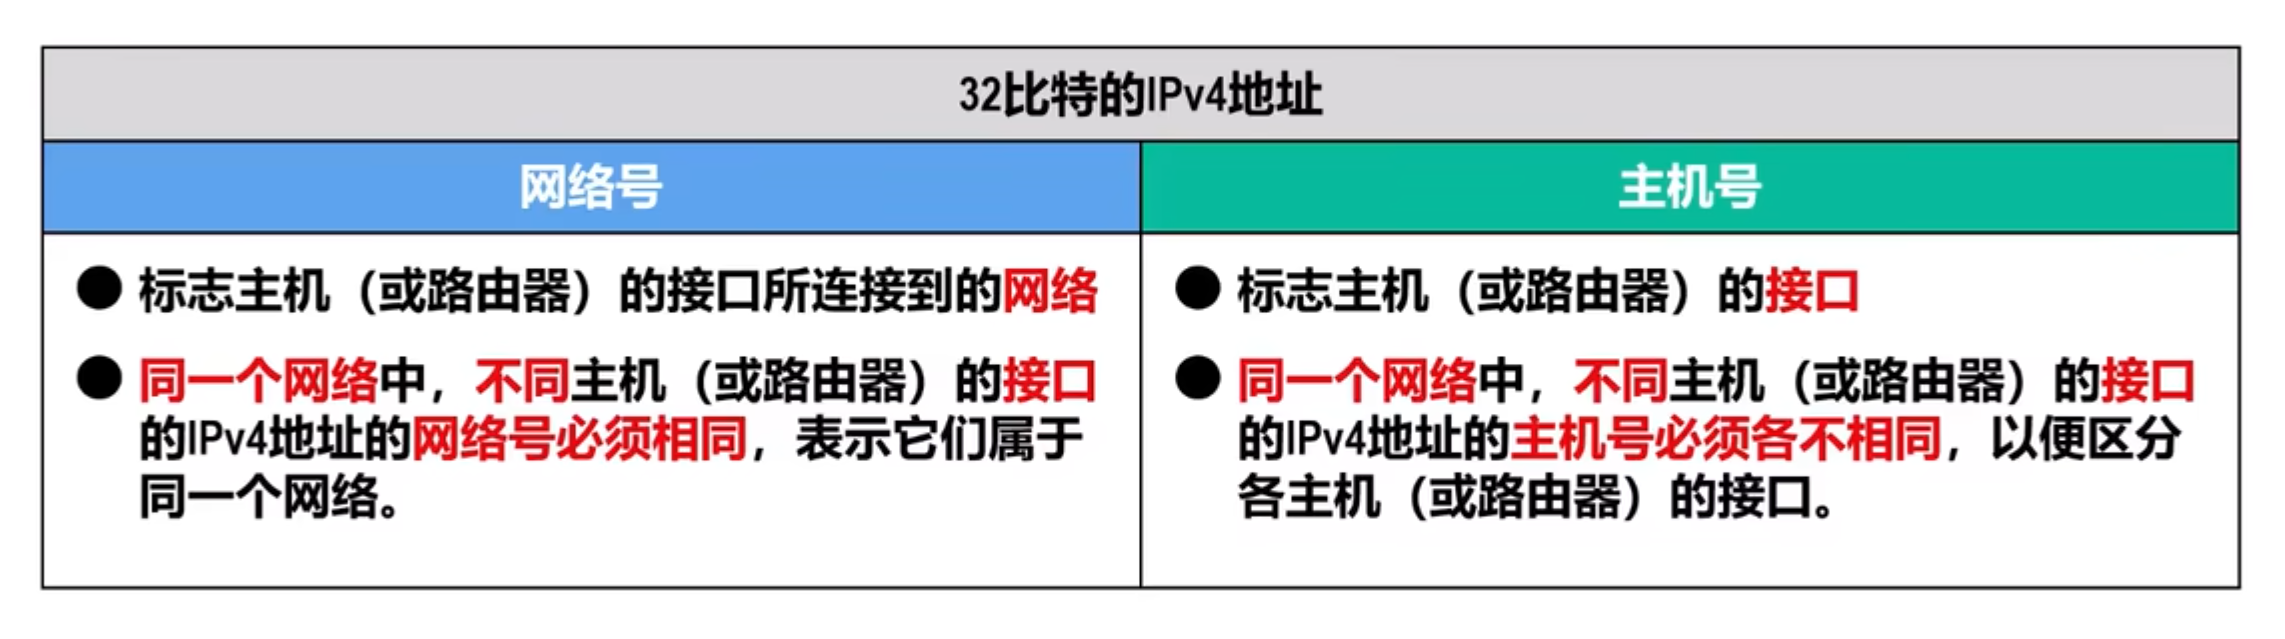 32比特的IPv4地址
网络号
主机号
● 标志主机（或路由器）的接口所连接到的网络
● 同一个网络中，不同主机（或路由器）的接口
的IPv4地址的网络号必须相同，表示它们属于
同一个网络。
● 标志主机（或路由器）的接口
● 同一个网络中，不同主机（或路由器）的接口
的IPv4地址的主机号必须各不相同，以便区分
各主机（或路由器）的接口。